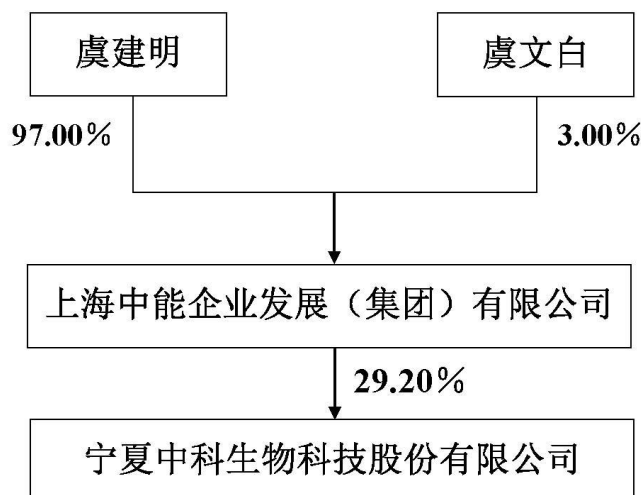 虞建明
虞文白
97.00%
3.00%
上海中能企业发展（集团）有限公司
29.20%
宁夏中科生物科技股份有限公司